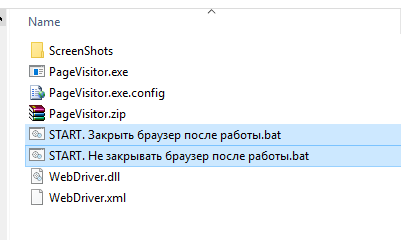 Name
ScreenShots
PageVisitor.exe
PageVisitor.exe.config
PageVisitor.zip
START. Закрыть браузер после работы.bat
START. Не закрывать браузер после работы.bat
WebDriver.dll
WebDriver.xml